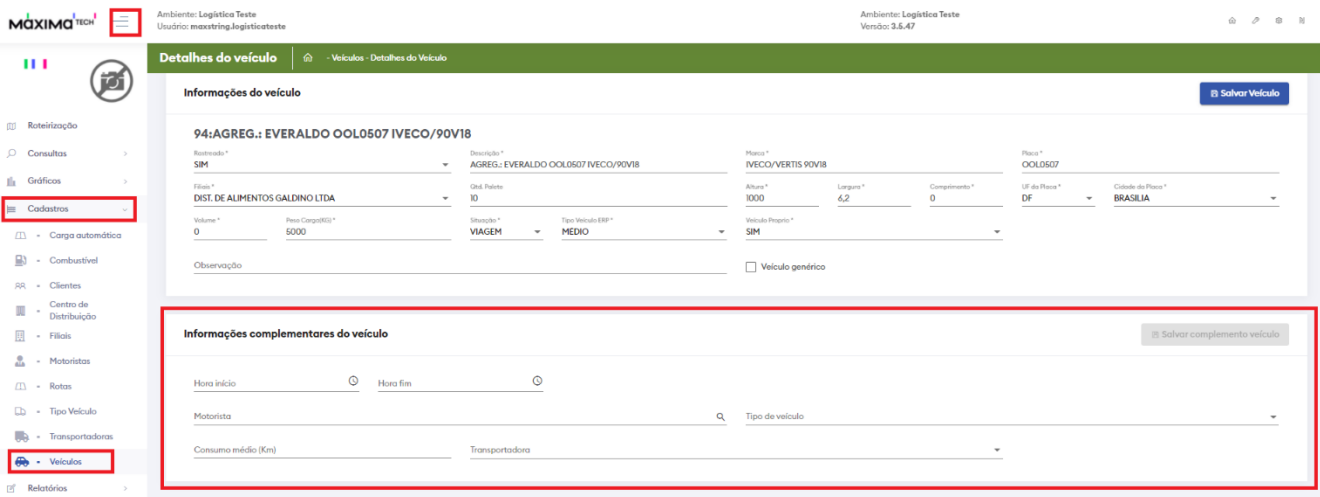 MÁXIMA TECH
Ambiente: Logística Teste
Usuário: maxstring.logisticateste
Ambiente: Logística Teste
Versão: 3.5.47
Detalhes do veículo
- Veículos - Detalhes do Veículo
Roteirização
Consultas
Gráficos
Cadastros
Carga automática
Combustível
Clientes
Centro de
Distribuição
Filiais
Motoristas
Rotas
Tipo Veículo
Transportadoras
Veículos
Relatórios
Informações do veículo
Salvar Veículo
94:AGREG.: EVERALDO OOL0507 IVECO/90V18
Rastreado * Descrição * Marca * Placa *
SIM AGREG.: EVERALDO OOL0507 IVECO/90V18 IVECO/VERTIS 90V18 OOL0507
Filiais * Qtd. Palete Altura * Largura * Comprimento * UF da Placa * Cidade da Placa *
DIST. DE ALIMENTOS GALDINO LTDA 10 1000 6,2 0 DF BRASILIA
Volume * Peso Carga(KG) * Situação * Tipo Veículo ERP * Veículo Proprio *
0 5000 VIAGEM MÉDIO SIM
Observação Veículo genérico
Informações complementares do veículo
Salvar complemento veículo
Hora início Hora fim
Motorista Tipo de veículo
Consumo médio (Km) Transportadora